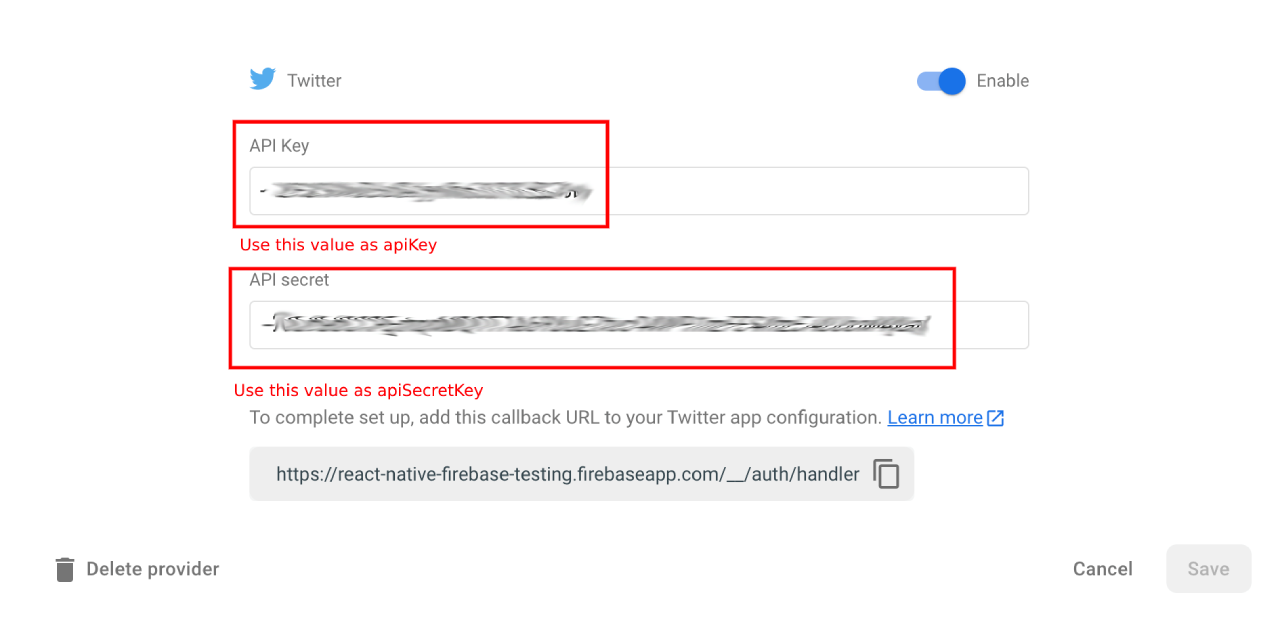 Twitter
Enable
API Key
Use this value as apiKey
API secret
Use this value as apiSecretKey
To complete set up, add this callback URL to your Twitter app configuration. Learn more
https://react-native-firebase-testing.firebaseapp.com/__/auth/handler
Delete provider
Cancel
Save